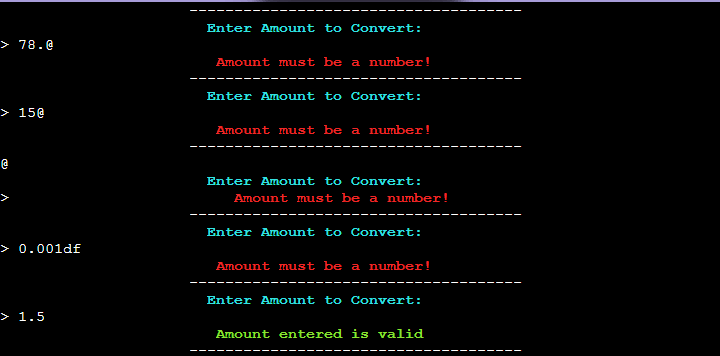 -------------------------------------
Enter Amount to Convert:
> 78.@
Amount must be a number!
-------------------------------------
Enter Amount to Convert:
> 15@
Amount must be a number!
-------------------------------------
@
Enter Amount to Convert:
> Amount must be a number!
-------------------------------------
Enter Amount to Convert:
> 0.001df
Amount must be a number!
-------------------------------------
Enter Amount to Convert:
> 1.5
Amount entered is valid
-------------------------------------